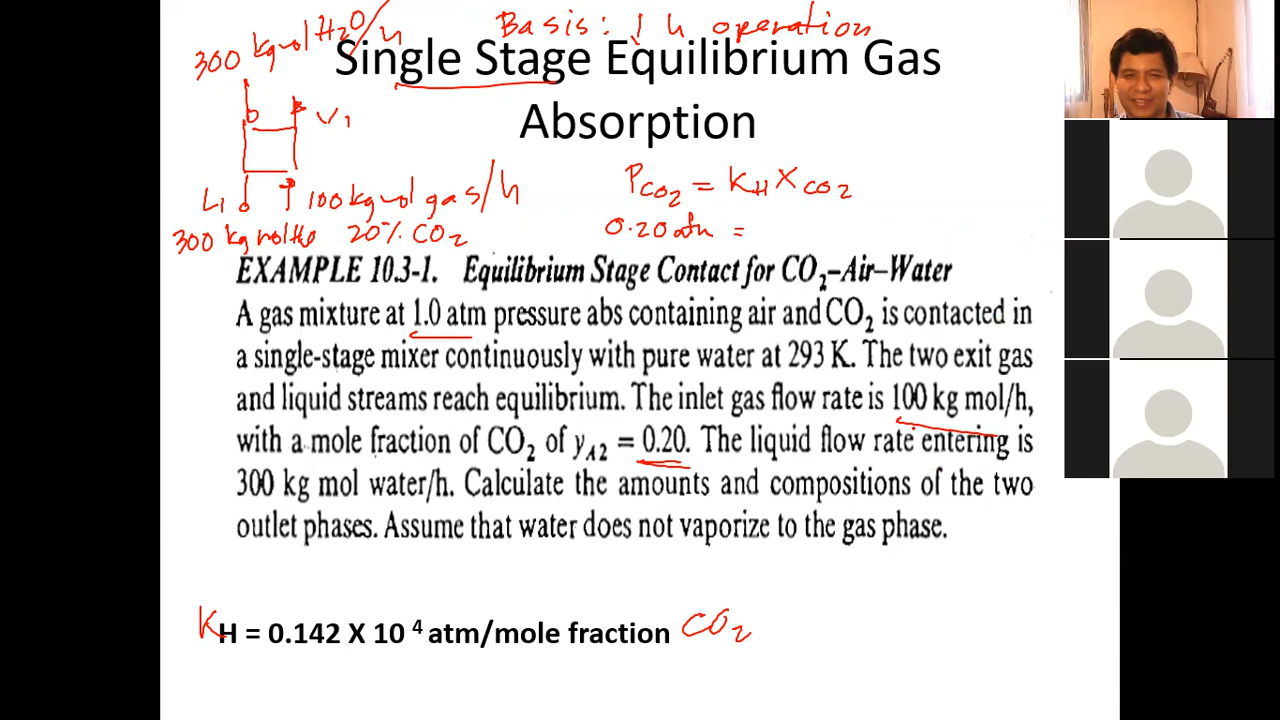 Basis: 1 h operation
300 kgmol H2O/h
Single Stage Equilibrium Gas
Absorption
V1
L1
100 kgmol gas/h
300 kg mol H2O
20% CO2
PCO2 = KH XCO2
0.20 atm =
EXAMPLE 10.3-1. Equilibrium Stage Contact for CO2-Air-Water
A gas mixture at 1.0 atm pressure abs containing air and CO2 is contacted in
a single-stage mixer continuously with pure water at 293 K. The two exit gas
and liquid streams reach equilibrium. The inlet gas flow rate is 100 kg mol/h,
with a mole fraction of CO2 of yA2 = 0.20. The liquid flow rate entering is
300 kg mol water/h. Calculate the amounts and compositions of the two
outlet phases. Assume that water does not vaporize to the gas phase.
KH = 0.142 X 10 4 atm/mole fraction CO2